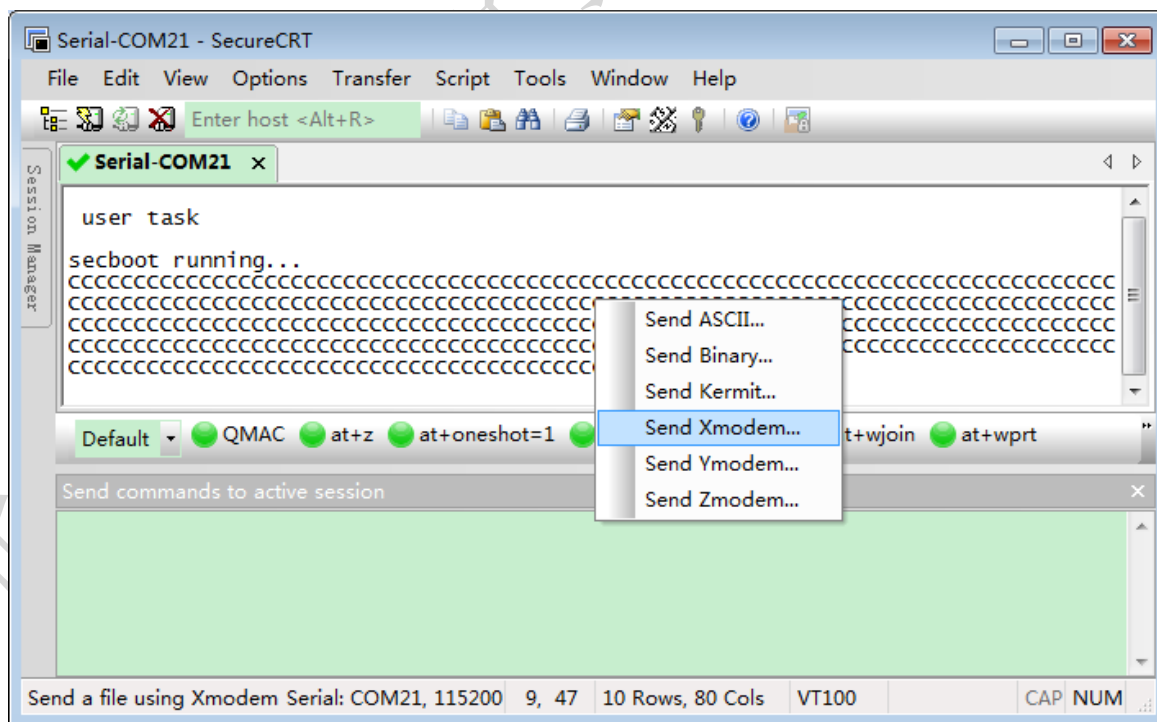 Serial-COM21 - SecureCRT
File Edit View Options Transfer Script Tools Window Help
Enter host <Alt+R>
Serial-COM21 x
Session Manager
user task
secboot running...
Send ASCII...
Send Binary...
Send Kermit...
Send Xmodem...
Send Ymodem...
Send Zmodem...
Default QMAC at+z at+oneshot=1 t+wjoin at+wprt
Send commands to active session
Send a file using Xmodem Serial: COM21, 115200 9, 47 10 Rows, 80 Cols VT100 CAP NUM